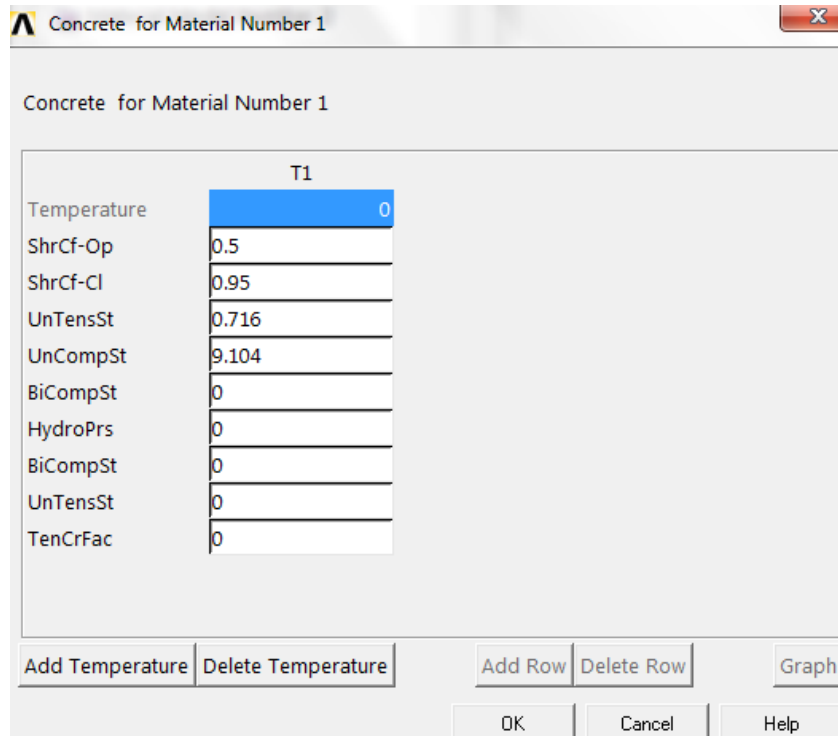 Concrete for Material Number 1
Concrete for Material Number 1
T1
Temperature 0
ShrCf-Op 0.5
ShrCf-Cl 0.95
UnTensSt 0.716
UnCompSt 9.104
BiCompSt 0
HydroPrs 0
BiCompSt 0
UnTensSt 0
TenCrFac 0
Add Temperature Delete Temperature Add Row Delete Row Graph
OK Cancel Help